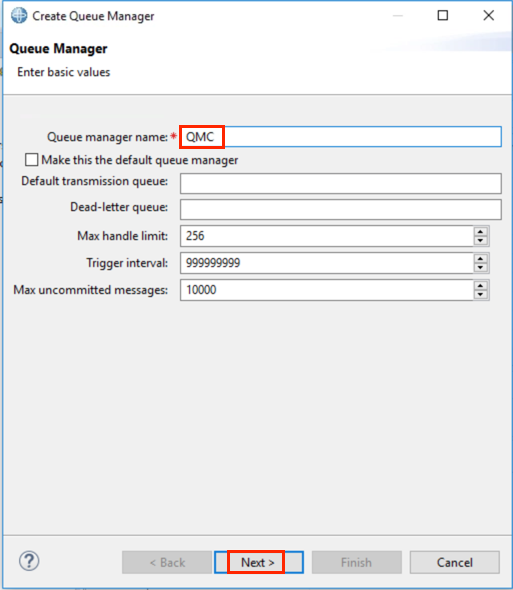 Create Queue Manager
Queue Manager
Enter basic values
Queue manager name: * QMC
Make this the default queue manager
Default transmission queue:
Dead-letter queue:
Max handle limit: 256
Trigger interval: 999999999
Max uncommitted messages: 10000
? < Back Next > Finish Cancel